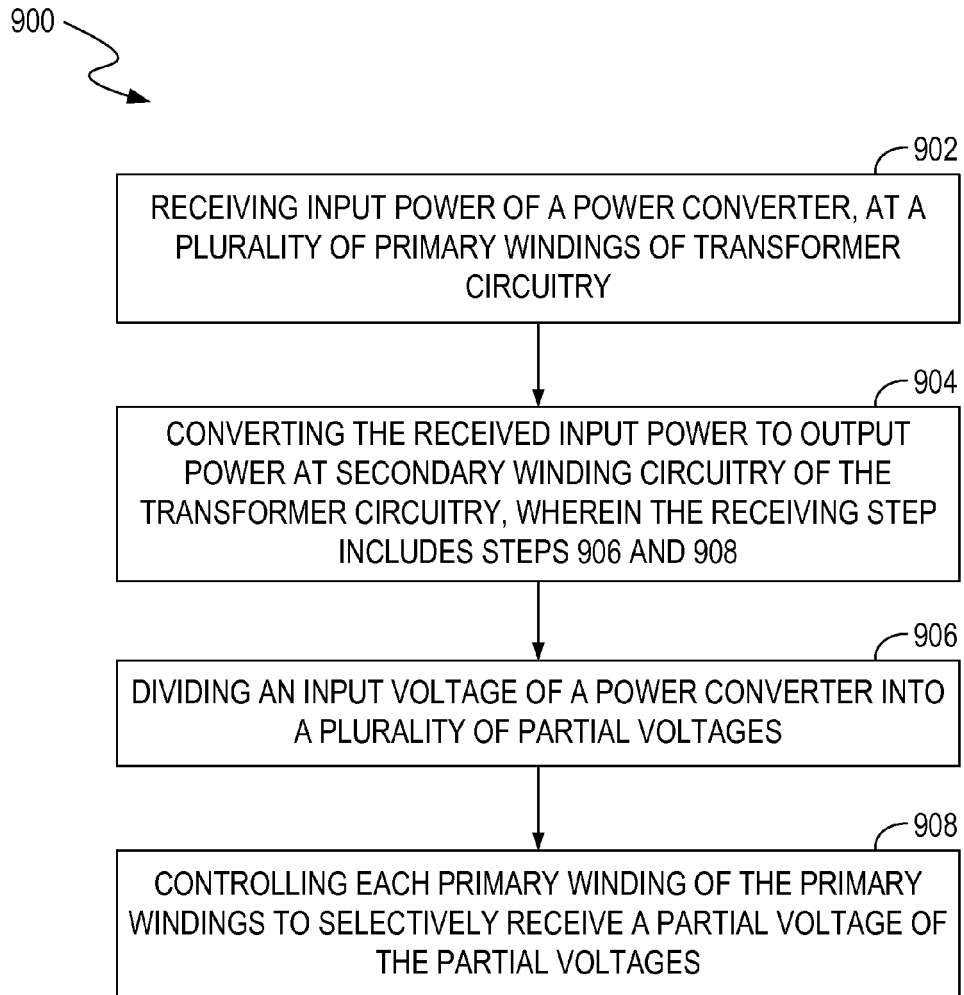 900
902
RECEIVING INPUT POWER OF A POWER CONVERTER, AT A
PLURALITY OF PRIMARY WINDINGS OF TRANSFORMER
CIRCUITRY
904
CONVERTING THE RECEIVED INPUT POWER TO OUTPUT
POWER AT SECONDARY WINDING CIRCUITRY OF THE
TRANSFORMER CIRCUITRY, WHEREIN THE RECEIVING STEP
INCLUDES STEPS 906 AND 908
906
DIVIDING AN INPUT VOLTAGE OF A POWER CONVERTER INTO
A PLURALITY OF PARTIAL VOLTAGES
908
CONTROLLING EACH PRIMARY WINDING OF THE PRIMARY
WINDINGS TO SELECTIVELY RECEIVE A PARTIAL VOLTAGE OF
THE PARTIAL VOLTAGES